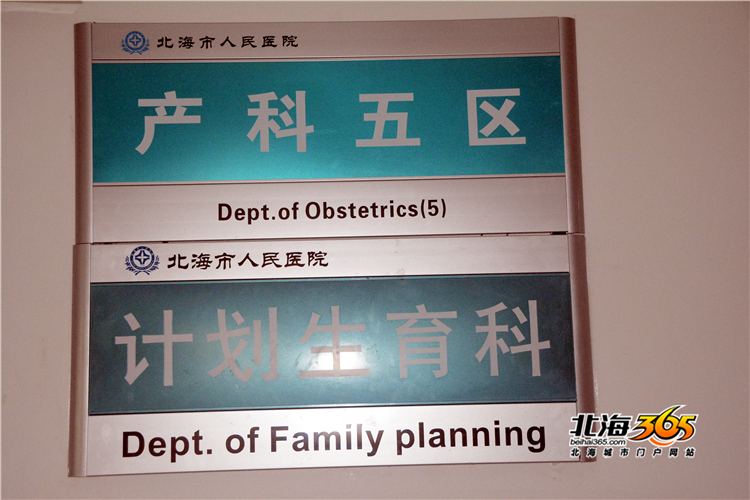 北海市人民医院
产科五区
Dept.of Obstetrics(5)
北海市人民医院
计划生育科
Dept. of Family planning
北海365
beihai365.com
北海城市门户网站